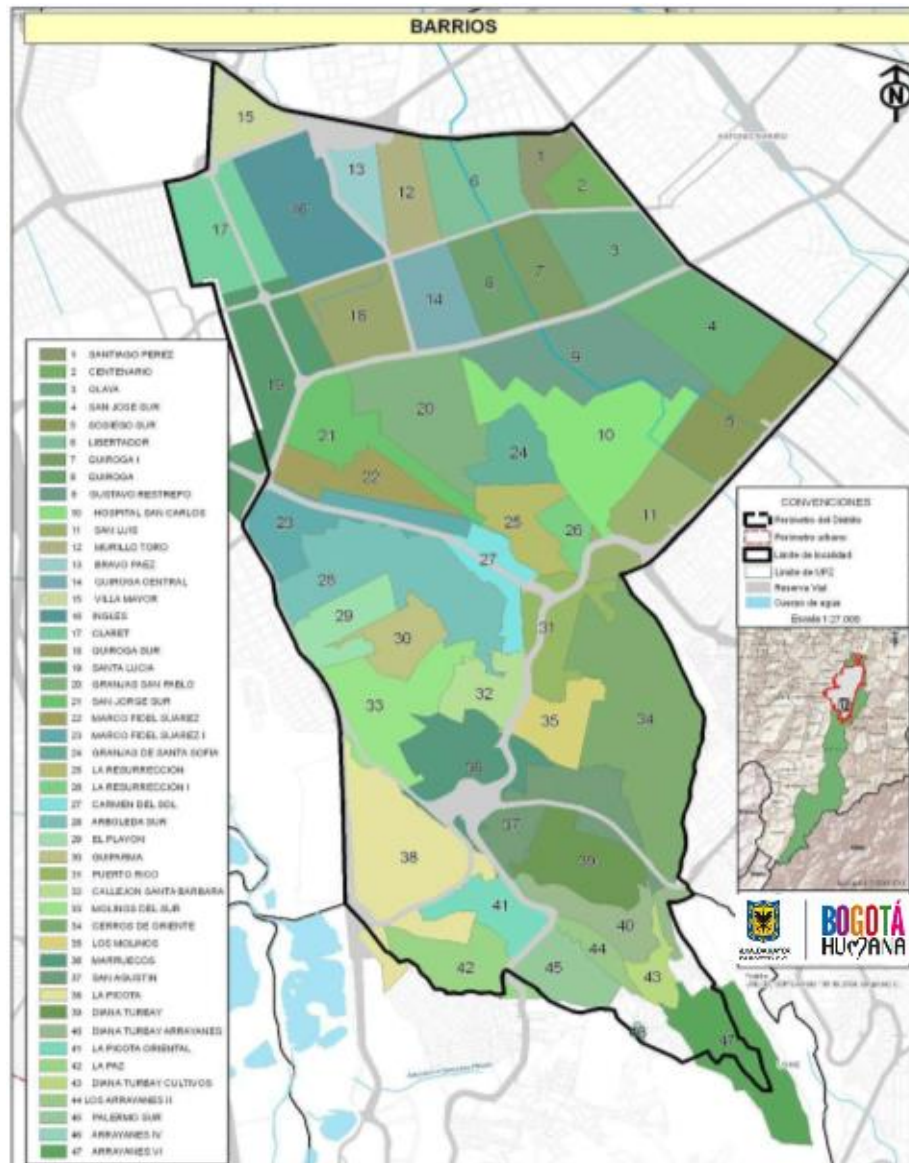 BARRIOS
N
15
13
12
6
1
2
17
16
3
18
14
8
7
4
9
19
20
5
21
10
24
22
11
23
25
26
27
28
29
31
30
32
33
35
34
36
37
38
39
41
40
44
42
45
43
47
1 SANTIAGO PEREZ
2 CENTENARIO
3 OLAYA
4 SAN JOSE SUR
5 SOSIEGO SUR
6 LIBERTADOR
7 QUIROGA I
8 QUIROGA
9 GUSTAVO RESTREPO
10 HOSPITAL SAN CARLOS
11 SAN LUIS
12 MURILLO TORO
13 BRAVO PAEZ
14 QUIROGA CENTRAL
15 VILLA MAYOR
16 INGLES
17 CLARET
18 QUIROGA SUR
19 SANTA LUCIA
20 GRANJAS SAN PABLO
21 SAN JORGE SUR
22 MARCO FIDEL SUAREZ
23 MARCO FIDEL SUAREZ I
24 GRANJAS DE SANTA SOFIA
25 LA RESURRECCIÓN
26 LA RESURRECCIÓN I
27 CARMEN DEL SOL
28 ARBOLEDA SUR
29 EL PLAYON
30 GUIPARMA
31 PUERTO RICO
32 CALLEJON SANTA BARBARA
33 MOLINOS DEL SUR
34 CERROS DE ORIENTE
35 LOS MOLINOS
36 MARRUECOS
37 SAN AGUSTIN
38 LA PICOTA
39 DIANA TURBAY
40 DIANA TURBAY ARRAYANES
41 LA PICOTA ORIENTAL
42 LA PAZ
43 DIANA TURBAY CULTIVOS
44 LOS ARRAYANES II
45 PALERMO SUR
46 ARRAYANES IV
47 ARRAYANES VI
CONVENCIONES
Perímetro del Distrito
Perímetro urbano
Límite de localidad
Límite de UPZ
Reserva Vial
Cuerpo de agua
Escala 1:27.000
BOGOTÁ
HUMANA